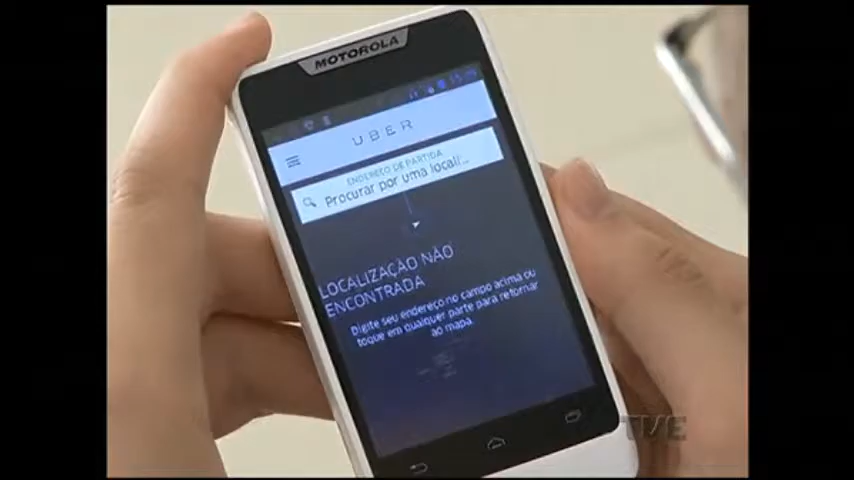 MOTOROLA
UBER
ENDEREÇO DE PARTIDA
Procurar por uma locali...
LOCALIZAÇÃO NÃO
ENCONTRADA
Digite seu endereço no campo acima ou
toque em qualquer parte para retornar
ao mapa.
TVE